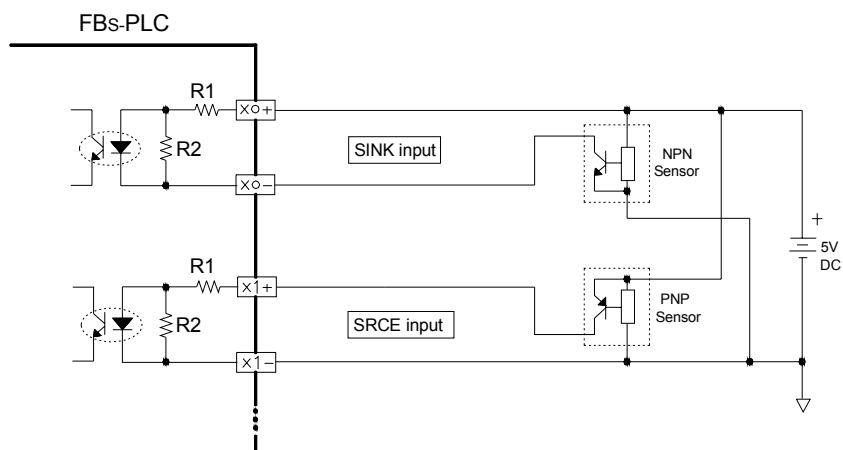 FBs-PLC
R1
X0+
R2
SINK input
NPN
Sensor
X0-
+
5V
DC
R1
X1+
R2
SRCE input
PNP
Sensor
X1-